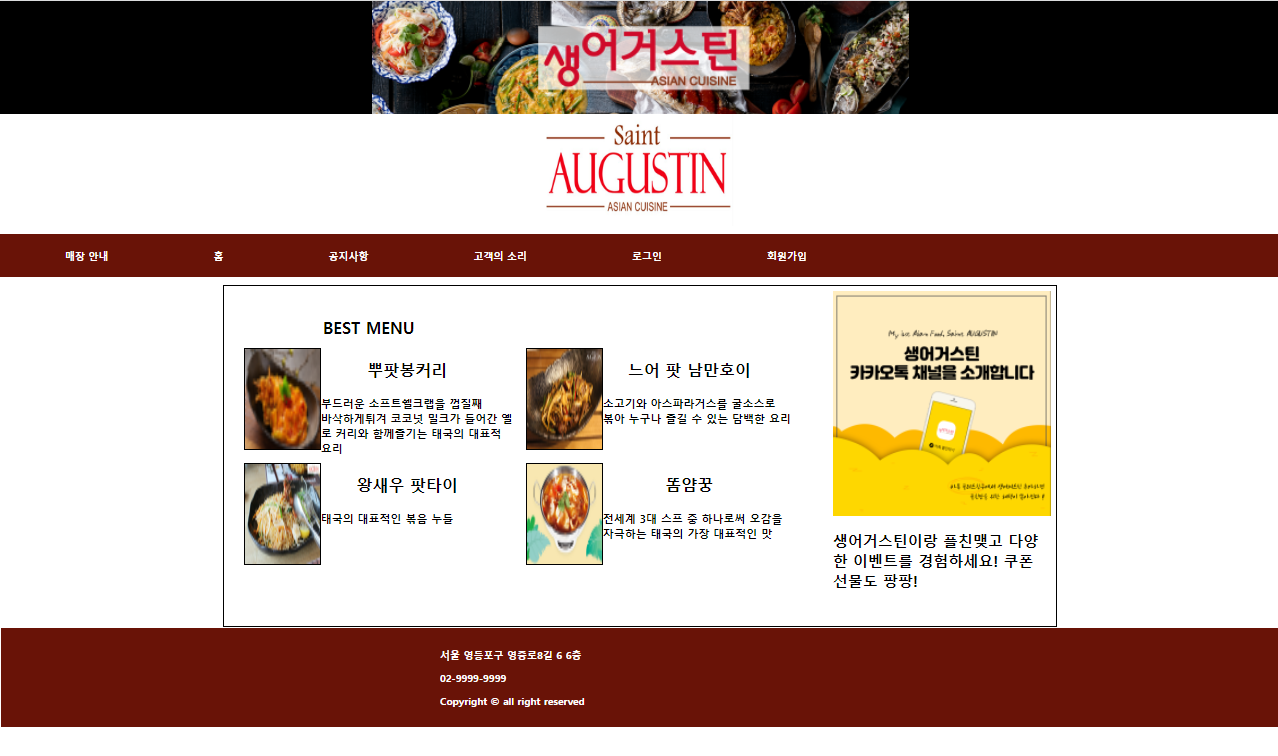 생어거스틴
ASIAN CUISINE
Saint
AUGUSTIN
ASIAN CUISINE
매장 안내 홈 공지사항 고객의 소리 로그인 회원가입
BEST MENU
뿌팟봉커리
부드러운 소프트쉘크랩을 껍질째
바삭하게튀겨 코코넛 밀크가 들어간 옐
로 커리와 함께즐기는 태국의 대표적
요리
느어 팟 남만호이
소고기와 아스파라거스를 굴소스로
볶아 누구나 즐길 수 있는 담백한 요리
왕새우 팟타이
태국의 대표적인 볶음 누들
똠얌꿍
전세계 3대 스프 중 하나로써 오감을
자극하는 태국의 가장 대표적인 맛
생어거스틴
카카오톡 채널을 소개합니다
생어거스틴이랑 플친맺고 다양
한 이벤트를 경험하세요! 쿠폰
선물도 팡팡!
서울 영등포구 영중로8길 6 6층
02-9999-9999
Copyright © all right reserved